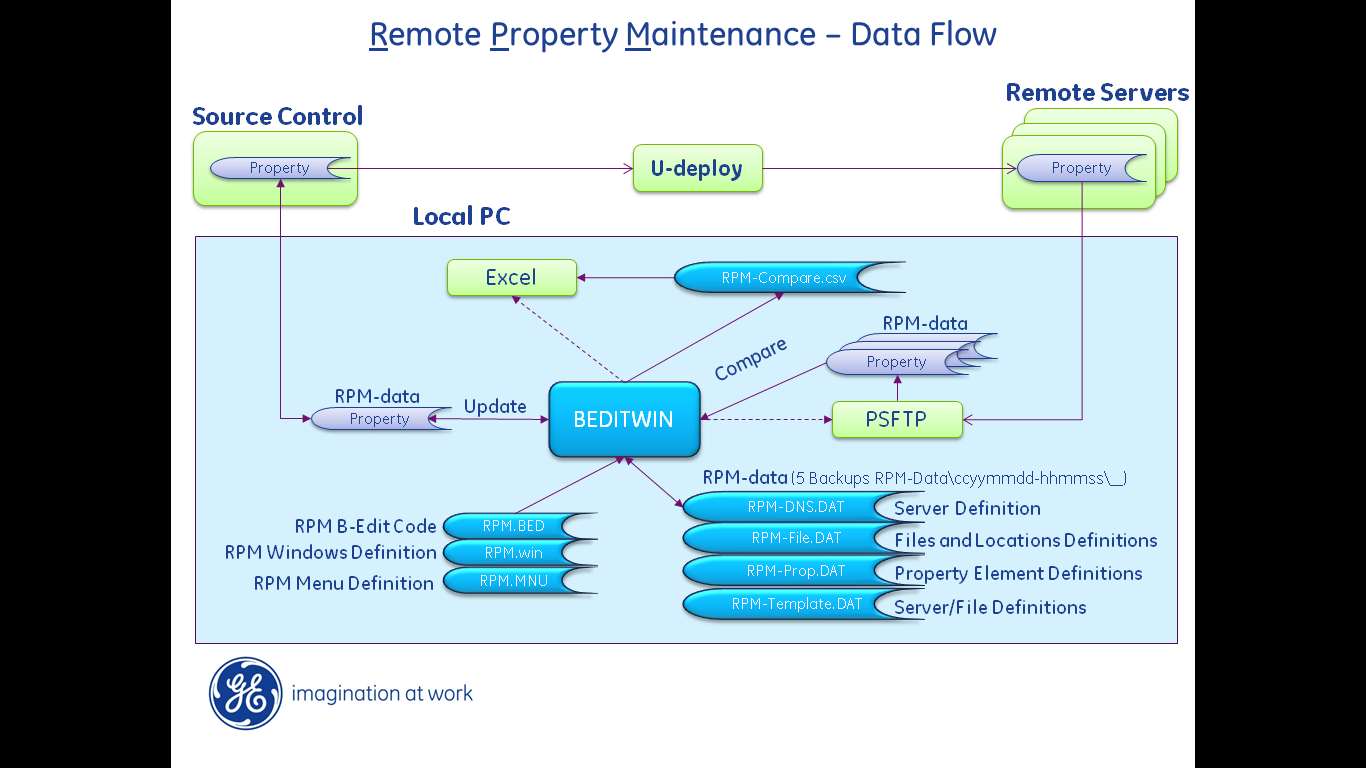 Remote Property Maintenance – Data Flow
Remote Servers
Source Control
Property
U-deploy
Property
Local PC
Excel
RPM-Compare.csv
RPM-data
Compare
Property
RPM-data
Property
Update
BEDITWIN
PSFTP
RPM-data (5 Backups RPM-Data\ccyymmdd-hhmmss\__)
RPM-DNS.DAT
Server Definition
RPM B-Edit Code
RPM.BED
RPM-File.DAT
Files and Locations Definitions
RPM Windows Definition
RPM.win
RPM-Prop.DAT
Property Element Definitions
RPM Menu Definition
RPM.MNU
RPM-Template.DAT
Server/File Definitions
GE
imagination at work